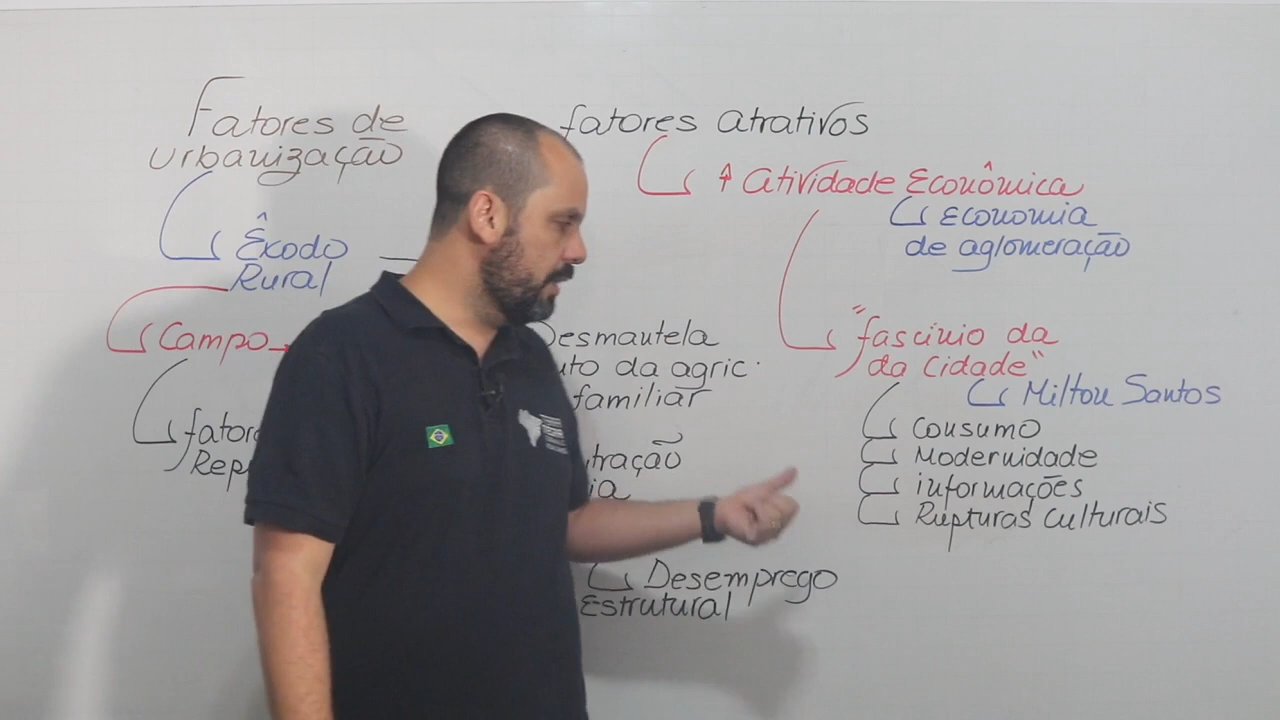 Fatores de
urbanização
Êxodo
Rural
Campo
fatores atrativos
↑ Atividade Econômica
Economia
de aglomeração
"fascínio da
da Cidade"
Milton Santos
Consumo
Modernidade
informações
Rupturas culturais
da agric.
familiar
Desemprego
Estrutural